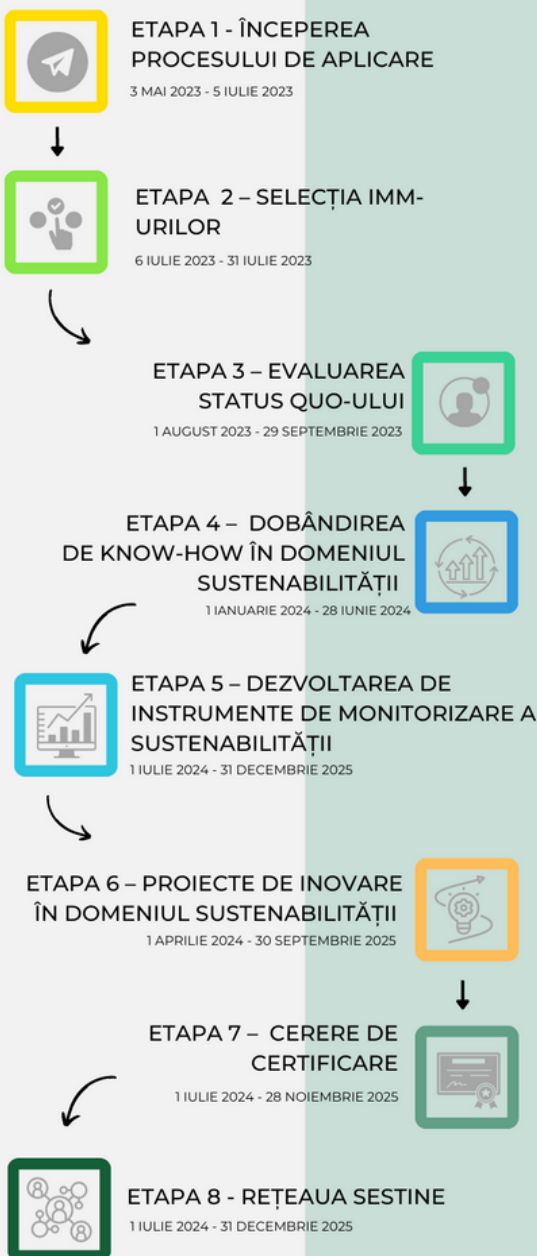 ETAPA 1 - ÎNCEPEREA
PROCESULUI DE APLICARE
3 MAI 2023 - 5 IULIE 2023
ETAPA 2 – SELECȚIA IMM-
URILOR
6 IULIE 2023 - 31 IULIE 2023
ETAPA 3 – EVALUAREA
STATUS QUO-ULUI
1 AUGUST 2023 - 29 SEPTEMBRIE 2023
ETAPA 4 – DOBÂNDIREA
DE KNOW-HOW ÎN DOMENIUL
SUSTENABILITĂȚII
1 IANUARIE 2024 - 28 IUNIE 2024
ETAPA 5 – DEZVOLTAREA DE
INSTRUMENTE DE MONITORIZARE A
SUSTENABILITĂȚII
1 IULIE 2024 - 31 DECEMBRIE 2025
ETAPA 6 – PROIECTE DE INOVARE
ÎN DOMENIUL SUSTENABILITĂȚII
1 APRILIE 2024 - 30 SEPTEMBRIE 2025
ETAPA 7 – CERERE DE
CERTIFICARE
1 IULIE 2024 - 28 NOIEMBRIE 2025
ETAPA 8 - REȚEAUA SESTINE
1 IULIE 2024 - 31 DECEMBRIE 2025